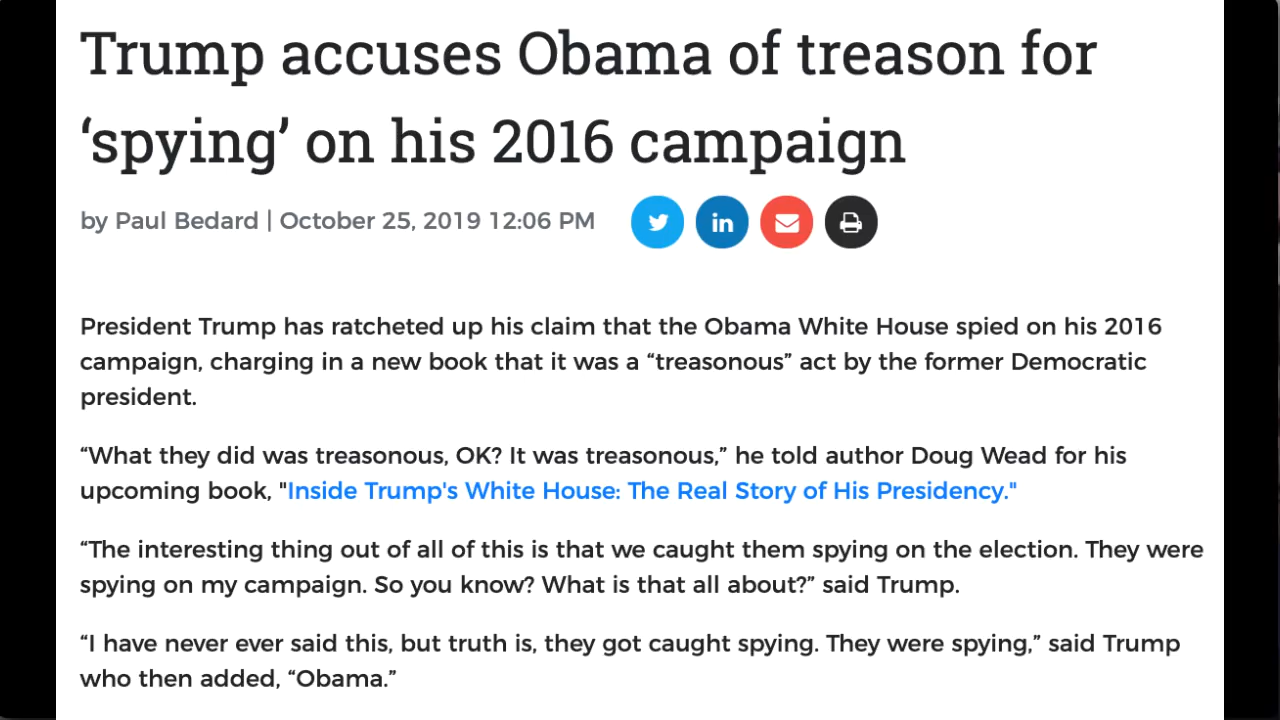 Trump accuses Obama of treason for
‘spying’ on his 2016 campaign
by Paul Bedard | October 25, 2019 12:06 PM
in
President Trump has ratcheted up his claim that the Obama White House spied on his 2016
campaign, charging in a new book that it was a “treasonous” act by the former Democratic
president.
“What they did was treasonous, OK? It was treasonous,” he told author Doug Wead for his
upcoming book, "Inside Trump's White House: The Real Story of His Presidency."
“The interesting thing out of all of this is that we caught them spying on the election. They were
spying on my campaign. So you know? What is that all about?” said Trump.
“I have never ever said this, but truth is, they got caught spying. They were spying,” said Trump
who then added, “Obama.”